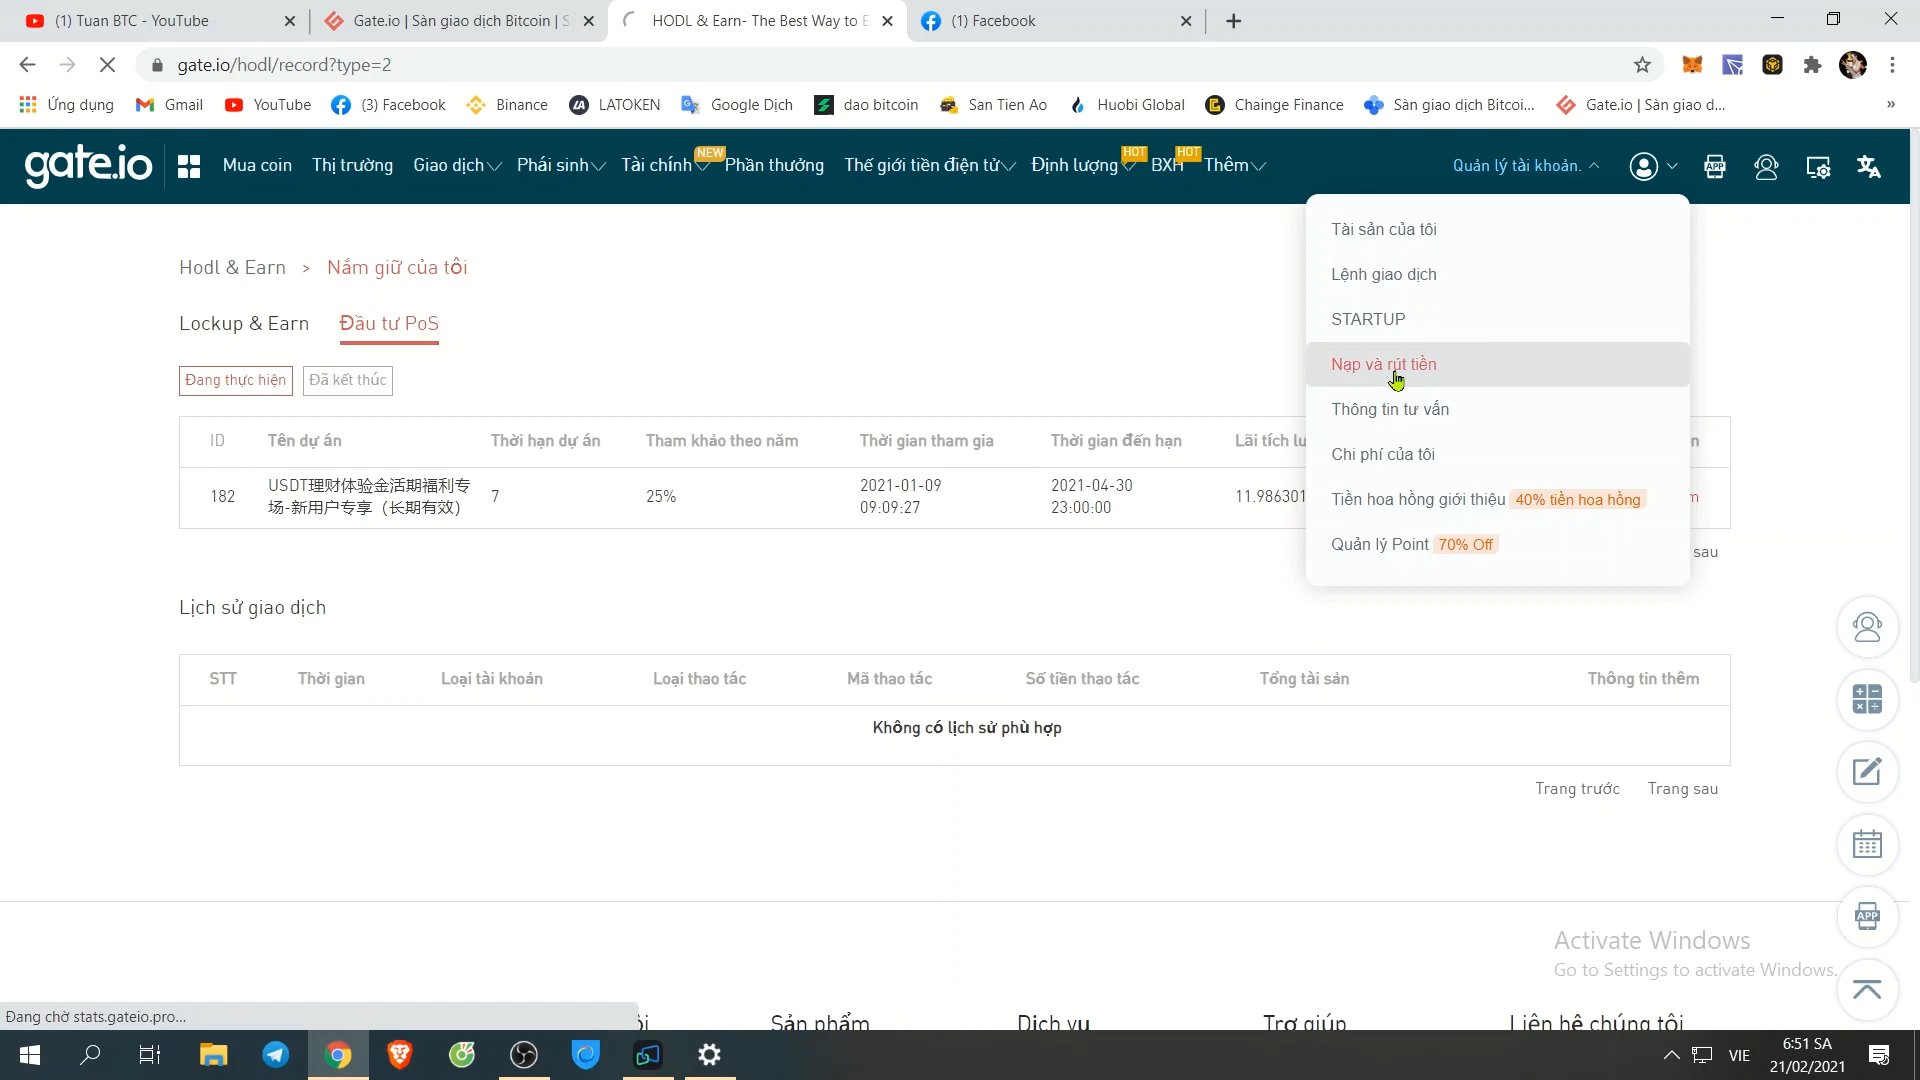 (1) Tuan BTC - YouTube
Gate.io | Sàn giao dịch Bitcoin | S
HODL & Earn- The Best Way to E
(1) Facebook
gate.io/hodl/record?type=2
Ứng dụng
Gmail
YouTube
(3) Facebook
Binance
LATOKEN
Google Dịch
dao bitcoin
San Tien Ao
Huobi Global
Chainge Finance
Sàn giao dịch Bitcoi...
Gate.io | Sàn giao d...
»
gate.io
Mua coin
Thị trường
Giao dịch
Phái sinh
Tài chính
NEW
Phần thưởng
Thế giới tiền điện tử
Định lượng
HOT
BXH
HOT
Thêm
Quản lý tài khoản.
APP
Tài sản của tôi
Lệnh giao dịch
STARTUP
Nạp và rút tiền
Thông tin tư vấn
Chi phí của tôi
Tiền hoa hồng giới thiệu 40% tiền hoa hồng
Quản lý Point 70% Off
Hodl & Earn > Nắm giữ của tôi
Lockup & Earn Đầu tư PoS
Đang thực hiện Đã kết thúc
ID Tên dự án Thời hạn dự án Tham khảo theo năm Thời gian tham gia Thời gian đến hạn Lãi tích lu n
182 USDT理财体验金活期福利专 7 25% 2021-01-09 2021-04-30 11.986301 m
场-新用户专享（长期有效） 09:09:27 23:00:00
sau
Lịch sử giao dịch
STT Thời gian Loại tài khoản Loại thao tác Mã thao tác Số tiền thao tác Tổng tài sản Thông tin thêm
Không có lịch sử phù hợp
Trang trước Trang sau
APP
Activate Windows
Go to Settings to activate Windows.
Đang chờ stats.gateio.pro...
Sản phẩm
Dịch vụ
Trợ giúp
Liên hệ chúng tôi
VIE
6:51 SA
21/02/2021